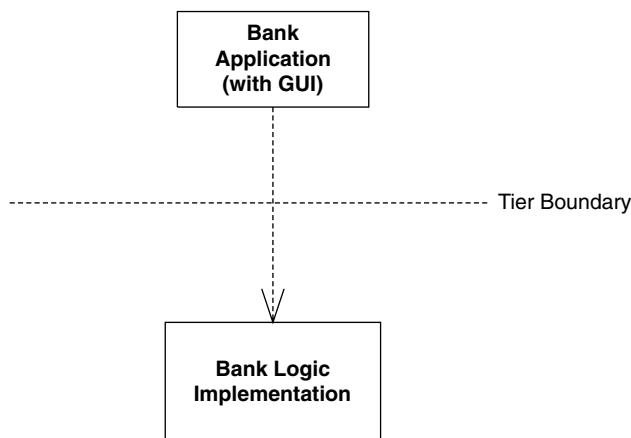 Bank
Application
(with GUI)
Tier Boundary
Bank Logic
Implementation